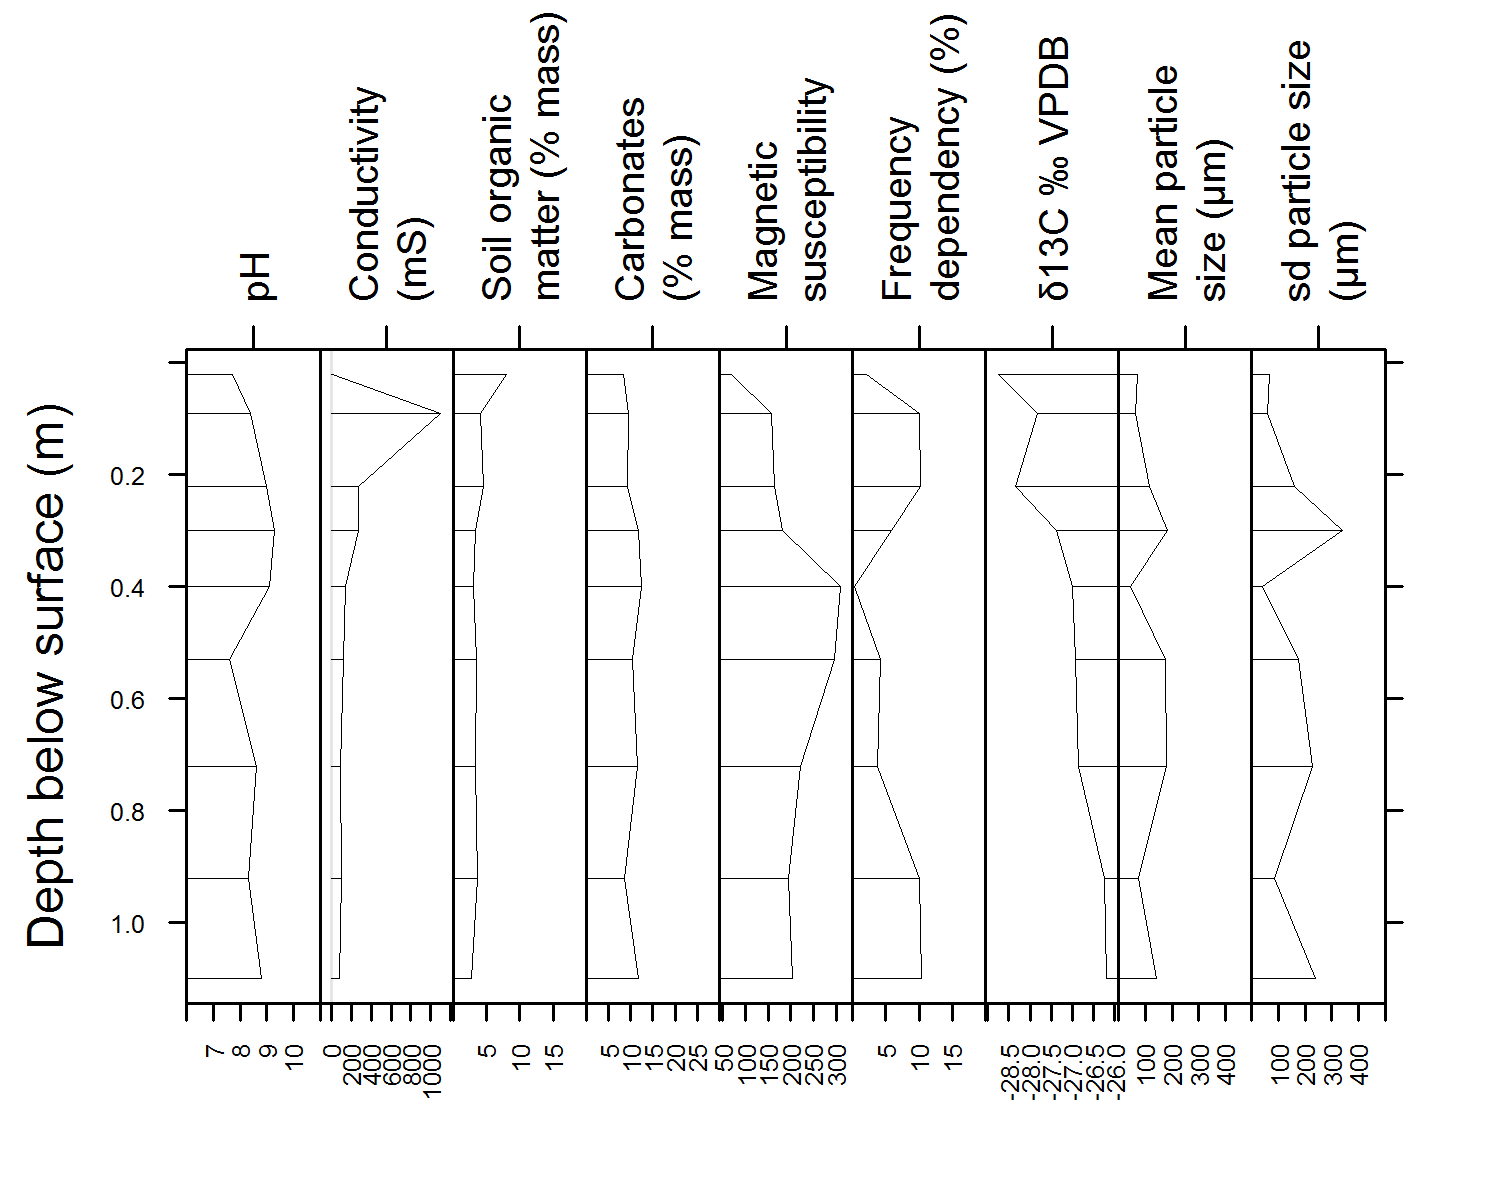 pH
Conductivity
(mS)
Soil organic
matter (% mass)
Carbonates
(% mass)
Magnetic
susceptibility
Frequency
dependency (%)
δ13C ‰ VPDB
Mean particle
size (μm)
sd particle size
(μm)
Depth below surface (m)
0.2
0.4
0.6
0.8
1.0
7 8 9 10
0 200 400 600 800 1000
5 10 15
5 10 15 20 25
50 100 150 200 250 300
5 10 15
-28.5 -28.0 -27.5 -27.0 -26.5 -26.0
100 200 300 400
100 200 300 400